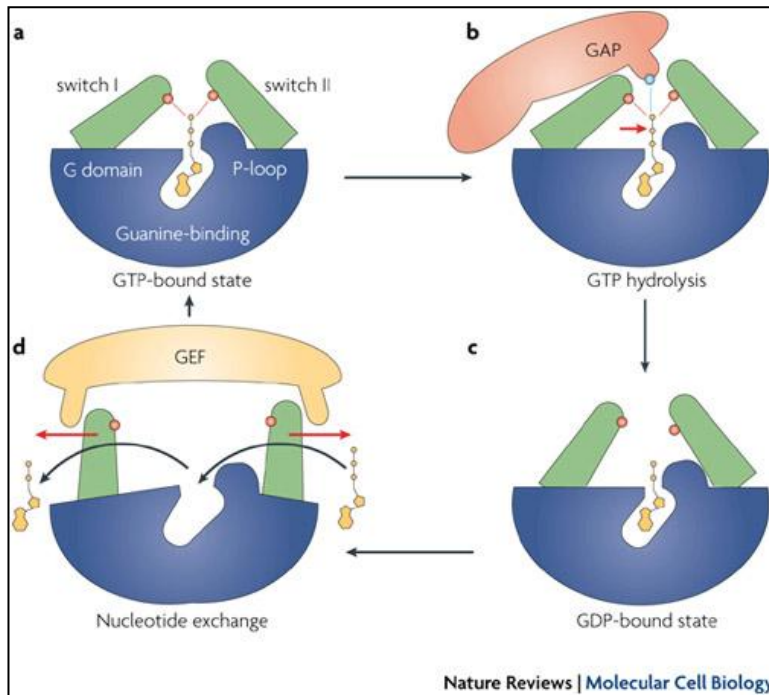 a
switch I
switch II
G domain
P-loop
Guanine-binding
GTP-bound state
b
GAP
GTP hydrolysis
d
GEF
Nucleotide exchange
c
GDP-bound state
Nature Reviews | Molecular Cell Biology